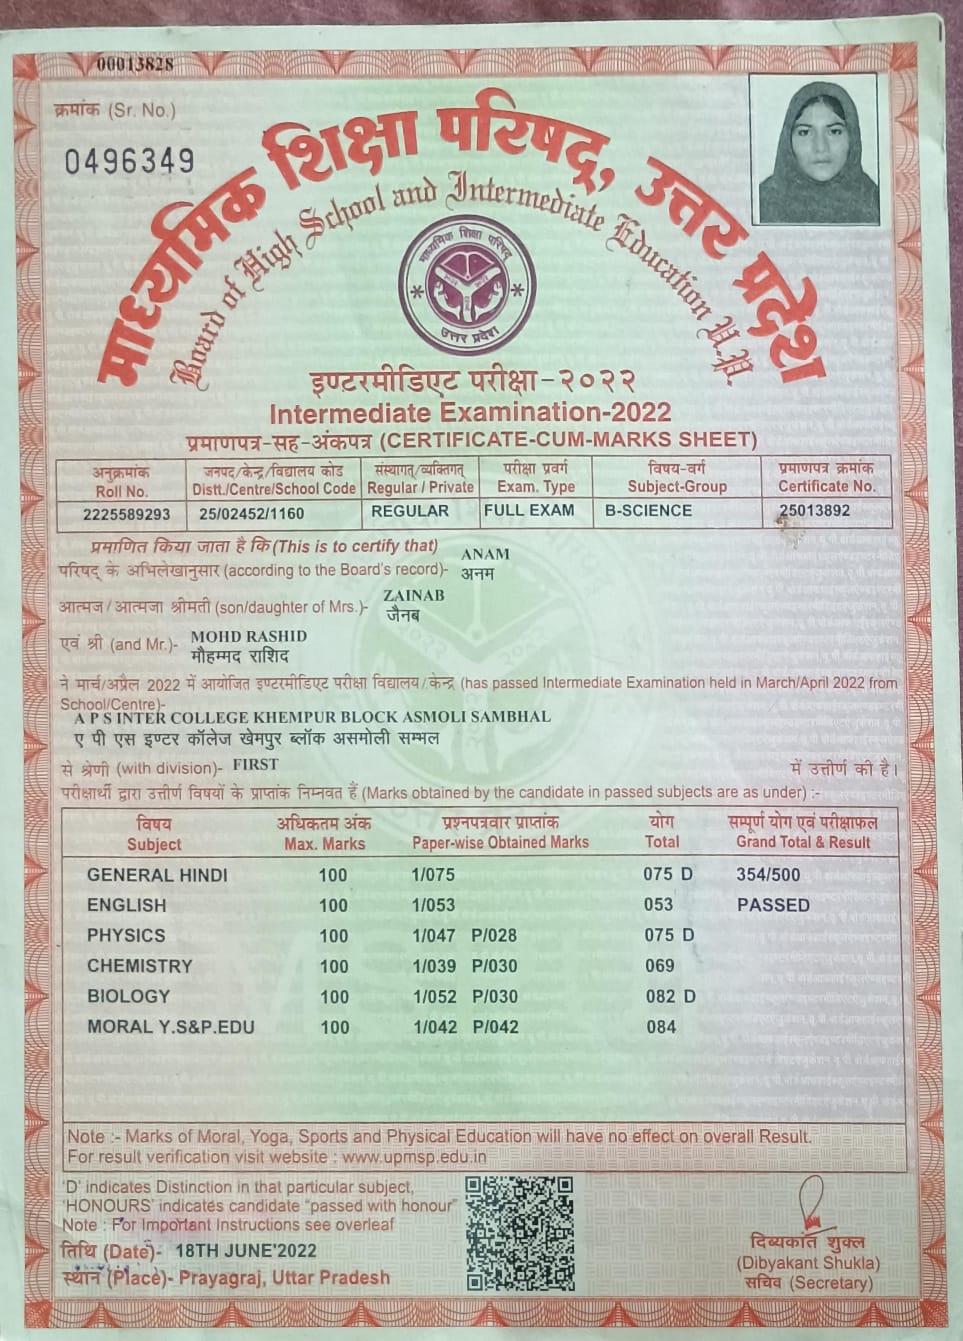 00013828
क्रमांक (Sr. No.)
0496349
माध्यमिक शिक्षा परिषद्, उत्तर प्रदेश
Board of High School and Intermediate Education U.P.
माध्यमिक शिक्षा परिषद्
उत्तर प्रदेश
इण्टरमीडिएट परीक्षा-२०२२
Intermediate Examination-2022
प्रमाणपत्र-सह-अंकपत्र (CERTIFICATE-CUM-MARKS SHEET)
अनुक्रमांक जनपद/केन्द्र/विद्यालय कोड संस्थागत्/व्यक्तिगत् परीक्षा प्रवर्ग विषय-वर्ग प्रमाणपत्र क्रमांक
Roll No. Distt./Centre/School Code Regular / Private Exam. Type Subject-Group Certificate No.
2225589293 25/02452/1160 REGULAR FULL EXAM B-SCIENCE 25013892
प्रमाणित किया जाता है कि (This is to certify that) ANAM
परिषद् के अभिलेखानुसार (according to the Board's record)- अनम
आत्मज/आत्मजा श्रीमती (son/daughter of Mrs.)- ZAINAB
जैनब
एवं श्री (and Mr.)- MOHD RASHID
मौहम्मद राशिद
ने मार्च/अप्रैल 2022 में आयोजित इण्टरमीडिएट परीक्षा विद्यालय/केन्द्र (has passed Intermediate Examination held in March/April 2022 from
School/Centre)-
A P S INTER COLLEGE KHEMPUR BLOCK ASMOLI SAMBHAL
ए पी एस इण्टर कॉलेज खेमपुर ब्लॉक असमोली सम्भल
से श्रेणी (with division)- FIRST में उत्तीर्ण की है।
परीक्षार्थी द्वारा उत्तीर्ण विषयों के प्राप्तांक निम्नवत हैं (Marks obtained by the candidate in passed subjects are as under) :-
विषय अधिकतम अंक प्रश्नपत्रवार प्राप्तांक योग सम्पूर्ण योग एवं परीक्षाफल
Subject Max. Marks Paper-wise Obtained Marks Total Grand Total & Result
GENERAL HINDI 100 1/075 075 D 354/500
ENGLISH 100 1/053 053 PASSED
PHYSICS 100 1/047 P/028 075 D
CHEMISTRY 100 1/039 P/030 069
BIOLOGY 100 1/052 P/030 082 D
MORAL Y.S&P.EDU 100 1/042 P/042 084
Note :- Marks of Moral, Yoga, Sports and Physical Education will have no effect on overall Result.
For result verification visit website : www.upmsp.edu.in
'D' indicates Distinction in that particular subject,
'HONOURS' indicates candidate "passed with honour"
Note : For Important Instructions see overleaf
तिथि (Date)- 18TH JUNE'2022
स्थान (Place)- Prayagraj, Uttar Pradesh
दिव्यकांत शुक्ल
(Dibyakant Shukla)
सचिव (Secretary)